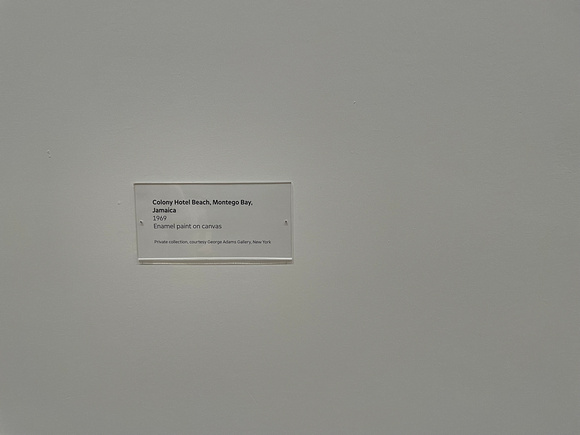 Colony Hotel Beach, Montego Bay,
Jamaica
1969
Enamel paint on canvas
Private collection, courtesy George Adams Gallery, New York